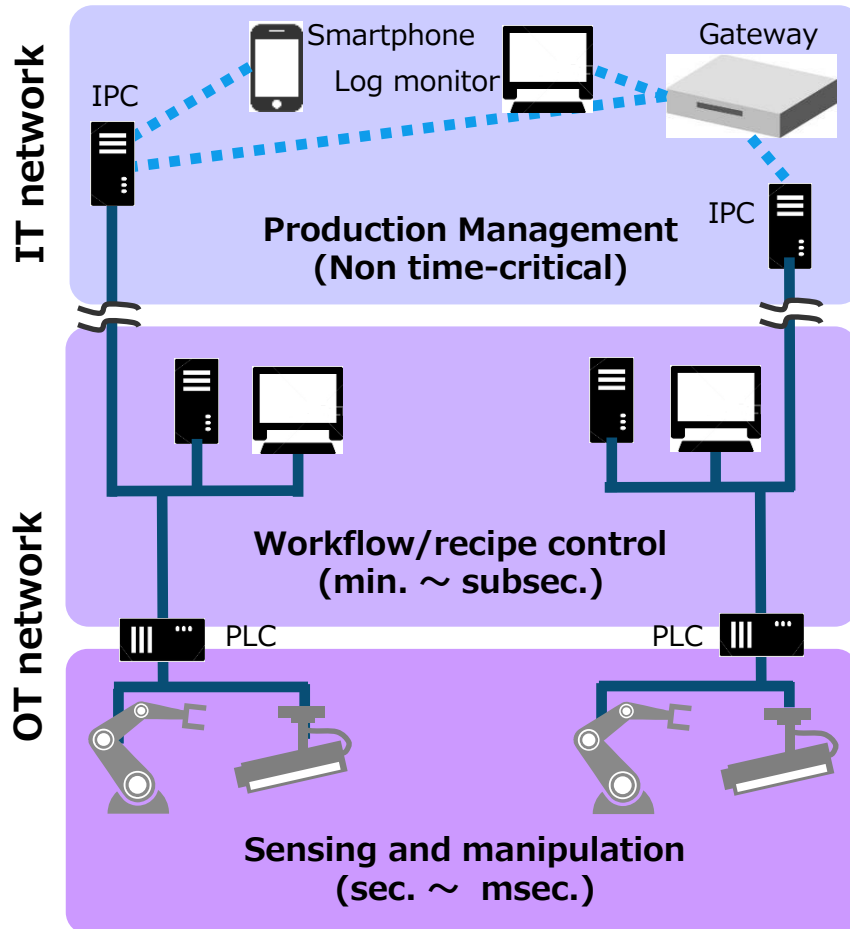 IT network
Smartphone
Gateway
Log monitor
IPC
IPC
Production Management
(Non time-critical)
OT network
Workflow/recipe control
(min. ～ subsec.)
PLC
PLC
Sensing and manipulation
(sec. ～ msec.)